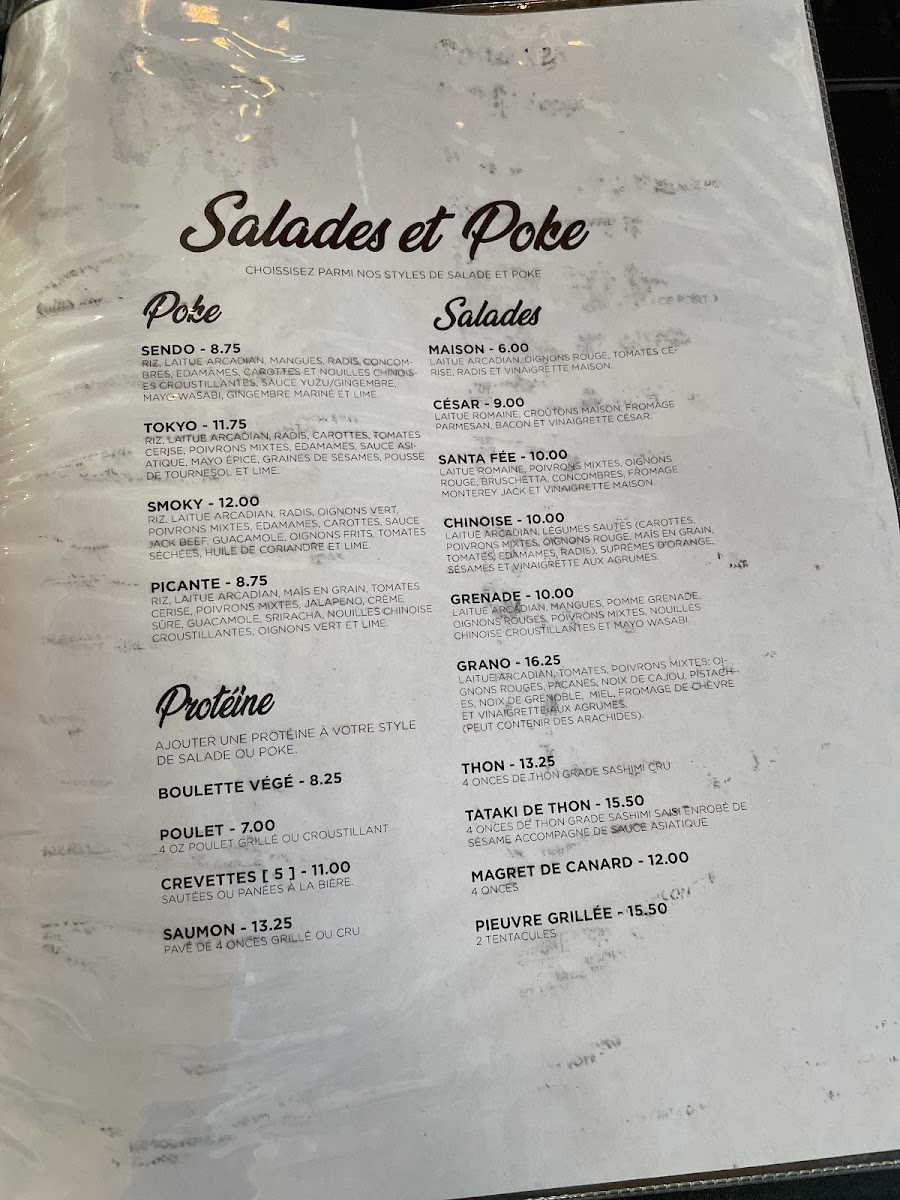 Salades et Poke
CHOISSISEZ PARMI NOS STYLES DE SALADE ET POKE
Poke
SENDO - 8.75
RIZ, LAITUE ARCADIAN, MANGUES, RADIS, CONCOM-
BRES, EDAMAMES, CAROTTES ET NOUILLES CHINOIS-
ES CROUSTILLANTES, SAUCE YUZU/GINGEMBRE,
MAYO WASABI, GINGEMBRE MARINÉ ET LIME.
TOKYO - 11.75
RIZ, LAITUE ARCADIAN, RADIS, CAROTTES, TOMATES
CERISE, POIVRONS MIXTES, EDAMAMES, SAUCE ASI-
ATIQUE, MAYO ÉPICÉ, GRAINES DE SÉSAMES, POUSSE
DE TOURNESOL ET LIME.
SMOKY - 12.00
RIZ, LAITUE ARCADIAN, RADIS, OIGNONS VERT,
POIVRONS MIXTES, EDAMAMES, CAROTTES, SAUCE
JACK BEEF, GUACAMOLE, OIGNONS FRITS, TOMATES
SÉCHÉES, HUILE DE CORIANDRE ET LIME.
PICANTE - 8.75
RIZ, LAITUE ARCADIAN, MAÏS EN GRAIN, TOMATES
CERISE, POIVRONS MIXTES, JALAPENO, CRÈME
SÛRE, GUACAMOLE, SRIRACHA, NOUILLES CHINOISE
CROUSTILLANTES, OIGNONS VERT ET LIME.
Salades
MAISON - 6.00
LAITUE ARCADIAN, OIGNONS ROUGE, TOMATES CE-
RISE, RADIS ET VINAIGRETTE MAISON.
CÉSAR - 9.00
LAITUE ROMAINE, CROUTONS MAISON, FROMAGE
PARMESAN, BACON ET VINAIGRETTE CÉSAR.
SANTA FÉE - 10.00
LAITUE ROMAINE, POIVRONS MIXTES, OIGNONS
ROUGE, BRUSCHETTA, CONCOMBRES, FROMAGE
MONTEREY JACK ET VINAIGRETTE MAISON.
CHINOISE - 10.00
LAITUE ARCADIAN, LÉGUMES SAUTÉS (CAROTTES,
POIVRONS MIXTES, OIGNONS ROUGE, MAÏS EN GRAIN,
TOMATES, EDAMAMES, RADIS), SUPRÊMES D'ORANGE,
SÉSAMES ET VINAIGRETTE AUX AGRUMES.
GRENADE - 10.00
LAITUE ARCADIAN, MANGUES, POMME GRENADE,
OIGNONS ROUGES, POIVRONS MIXTES, NOUILLES
CHINOISE CROUSTILLANTES ET MAYO WASABI.
GRANO - 16.25
LAITUE ARCADIAN, TOMATES, POIVRONS MIXTES, OI-
GNONS ROUGES, PACANES, NOIX DE CAJOU, PISTACH-
ES, NOIX DE GRENOBLE, MIEL, FROMAGE DE CHÈVRE
ET VINAIGRETTE AUX AGRUMES.
(PEUT CONTENIR DES ARACHIDES).
Protéine
AJOUTER UNE PROTÉINE À VOTRE STYLE
DE SALADE OU POKE.
BOULETTE VÉGÉ - 8.25
POULET - 7.00
4 OZ POULET GRILLÉ OU CROUSTILLANT
CREVETTES [ 5 ] - 11.00
SAUTÉES OU PANÉES À LA BIÈRE.
SAUMON - 13.25
PAVÉ DE 4 ONCES GRILLÉ OU CRU
THON - 13.25
4 ONCES DE THON GRADE SASHIMI CRU
TATAKI DE THON - 15.50
4 ONCES DE THON GRADE SASHIMI SAISI ENROBÉ DE
SÉSAME ACCOMPAGNÉ DE SAUCE ASIATIQUE
MAGRET DE CANARD - 12.00
4 ONCES
PIEUVRE GRILLÉE - 15.50
2 TENTACULES